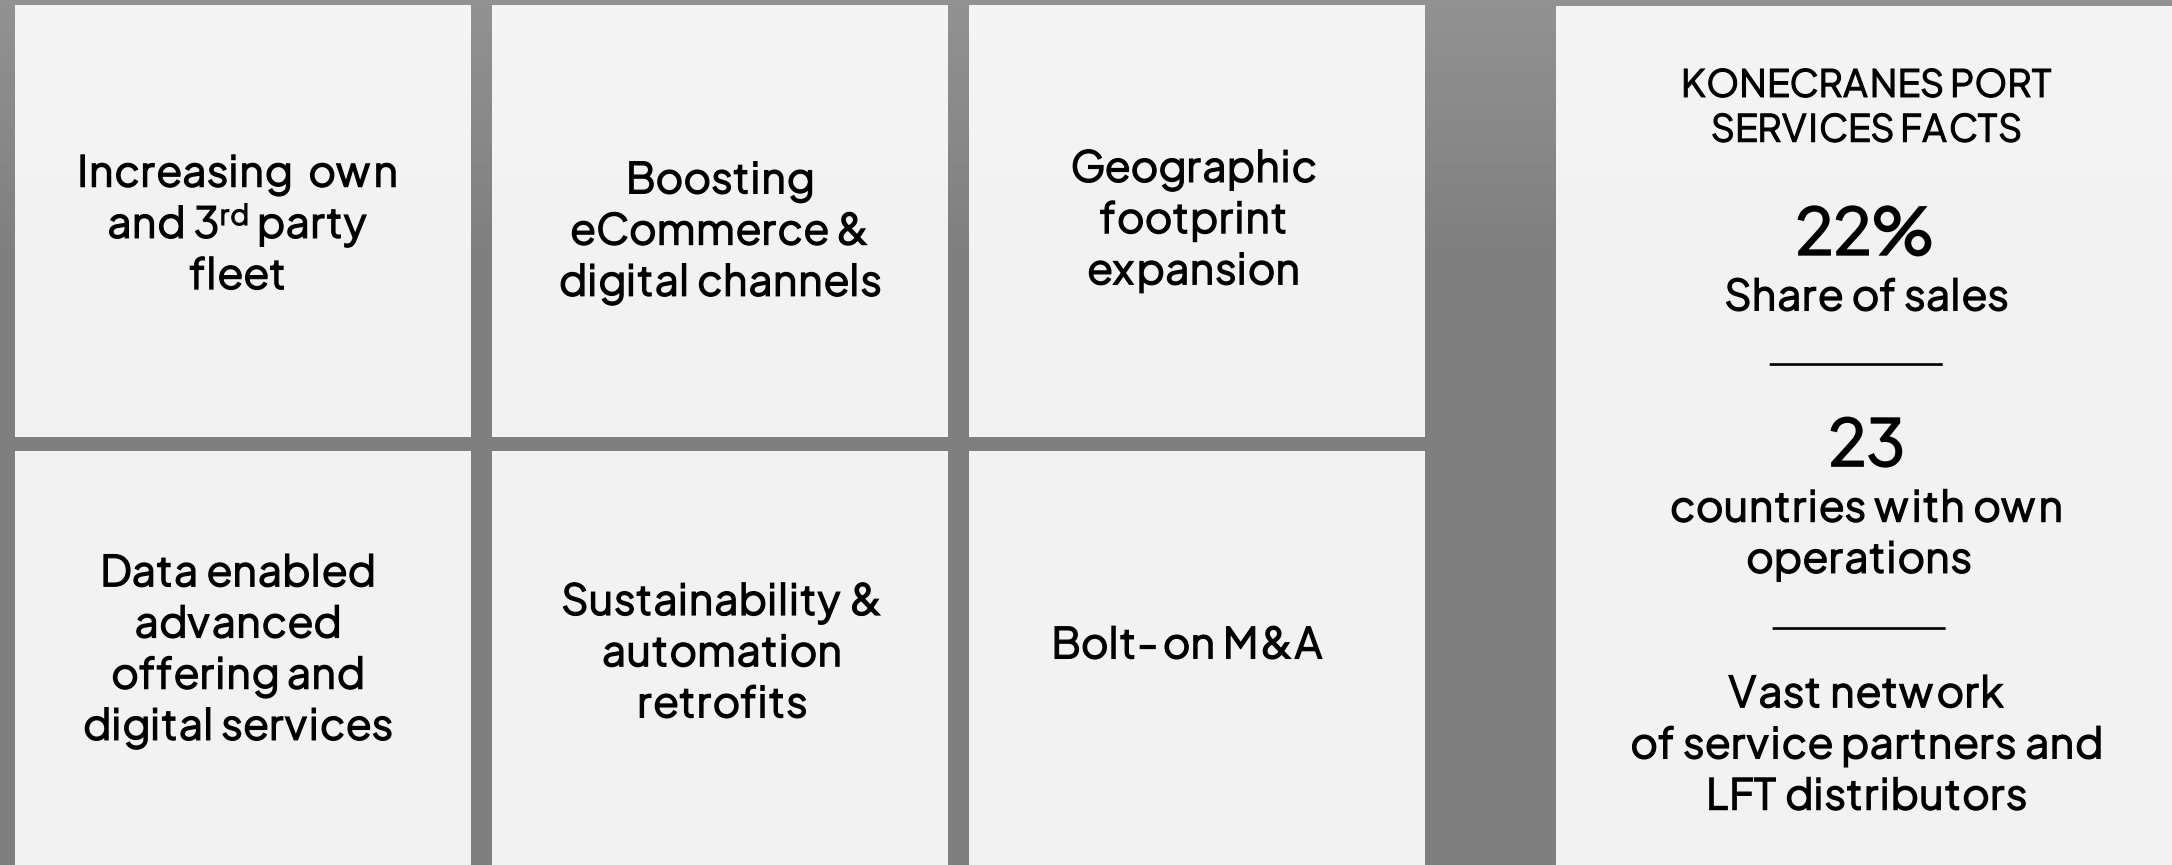 Increasing own
and 3rd party
fleet
Boosting
eCommerce &
digital channels
Geographic
footprint
expansion
Data enabled
advanced
offering and
digital services
Sustainability &
automation
retrofits
Bolt-on M&A
KONECRANES PORT
SERVICES FACTS
22%
Share of sales
23
countries with own
operations
Vast network
of service partners and
LFT distributors